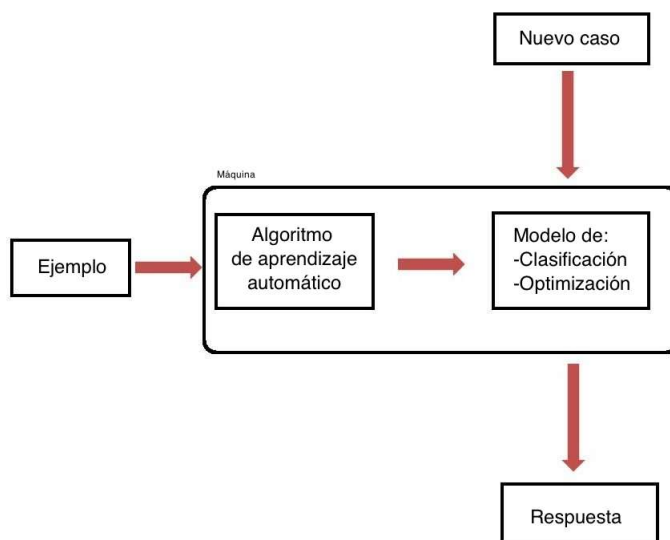 Nuevo caso
Máquina
Ejemplo
Algoritmo
de aprendizaje
automático
Modelo de:
-Clasificación
-Optimización
Respuesta